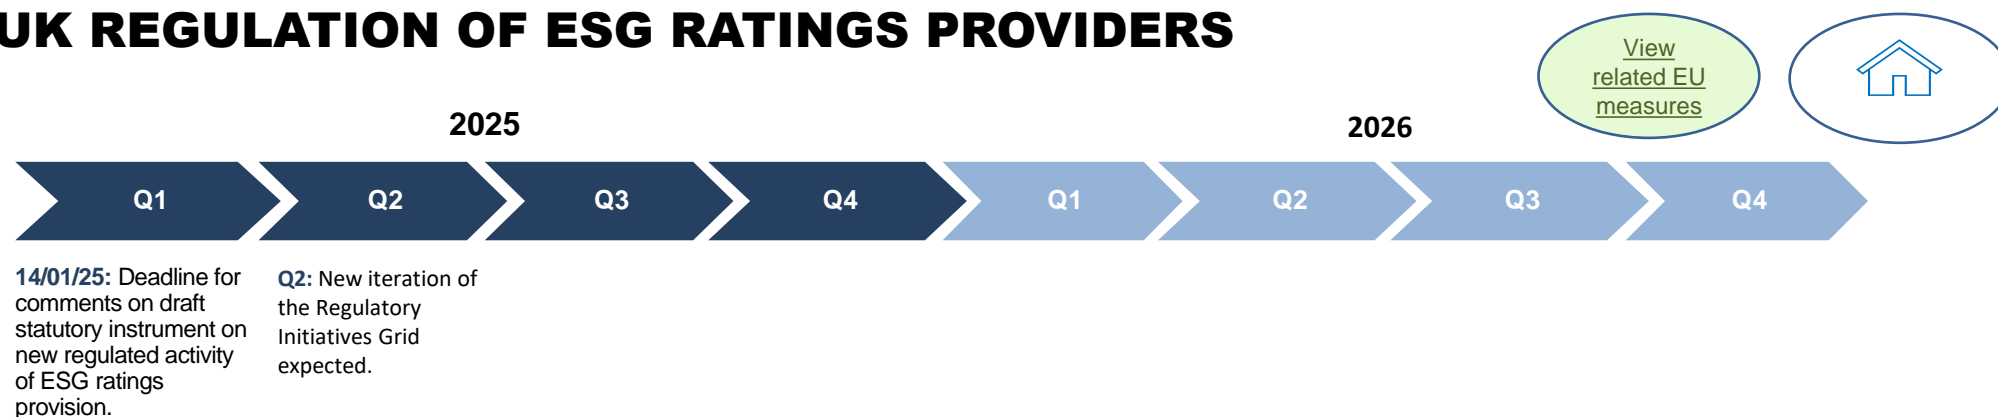 UK REGULATION OF ESG RATINGS PROVIDERS
View
related EU
measures
2025
2026
Q1
Q2
Q3
Q4
Q1
Q2
Q3
Q4
14/01/25: Deadline for
comments on draft
statutory instrument on
new regulated activity
of ESG ratings
provision.
Q2: New iteration of
the Regulatory
Initiatives Grid
expected.